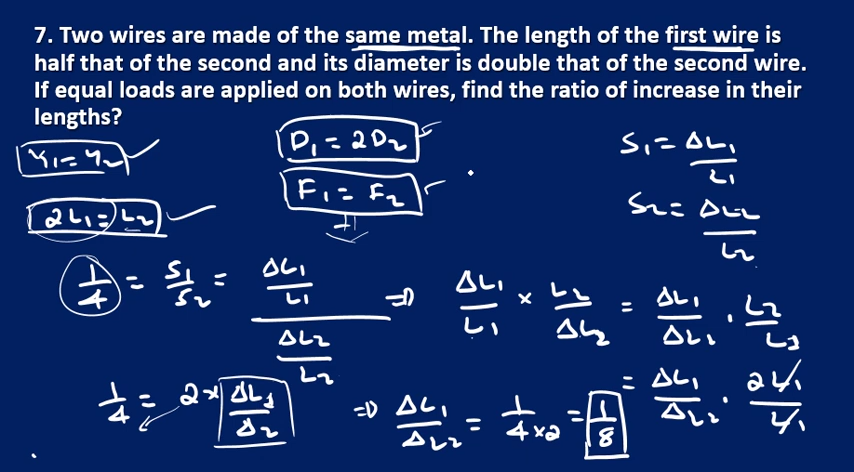 7. Two wires are made of the same metal. The length of the first wire is
half that of the second and its diameter is double that of the second wire.
If equal loads are applied on both wires, find the ratio of increase in their
lengths?
Y₁ = Y₂
D₁ = 2D₂
S₁ = ΔL₁/L₁
F₁ = F₂
2L₁ = L₂
S₂ = ΔL₂/L₂
1/4 = S₁/S₂ = (ΔL₁/L₁)/(ΔL₂/L₂) ⇒ ΔL₁/L₁ × L₂/ΔL₂ = ΔL₁/ΔL₂ . L₂/L₁
= ΔL₁/ΔL₂ . 2L₁/L₁
1/4 = 2 × ΔL₁/Δ₂ ⇒ ΔL₁/ΔL₂ = 1/4×2 = 1/8